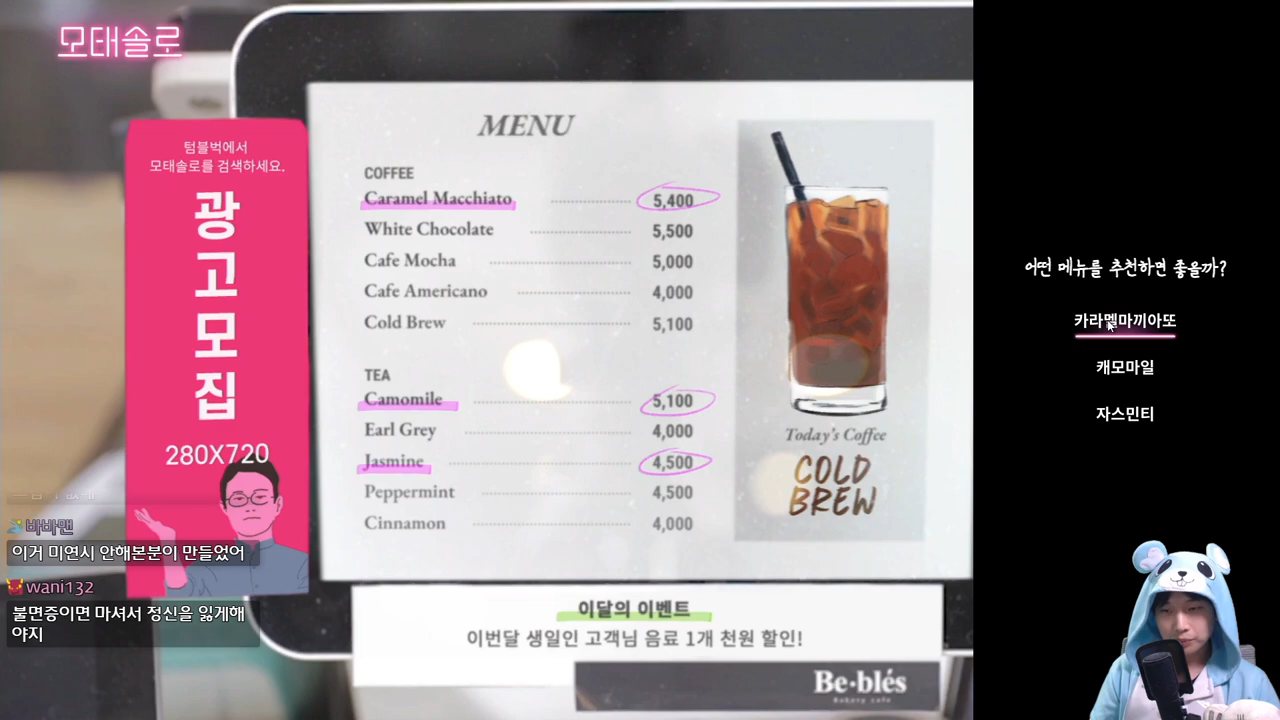 모태솔로
텀블벅에서
모태솔로를 검색하세요.
광
고
모
집
280X720
MENU
COFFEE
Caramel Macchiato 5,400
White Chocolate 5,500
Cafe Mocha 5,000
Cafe Americano 4,000
Cold Brew 5,100
TEA
Camomile 5,100
Earl Grey 4,000
Jasmine 4,500
Peppermint 4,500
Cinnamon 4,000
Today's Coffee
COLD
BREW
이달의 이벤트
이번달 생일인 고객님 음료 1개 천원 할인!
Be·blés
Bakery cafe
어떤 메뉴를 추천하면 좋을까?
카라멜마끼아또
캐모마일
자스민티
바바맨
이거 미연시 안해본분이 만들었어
wani132
불면증이면 마셔서 정신을 잃게해
야지